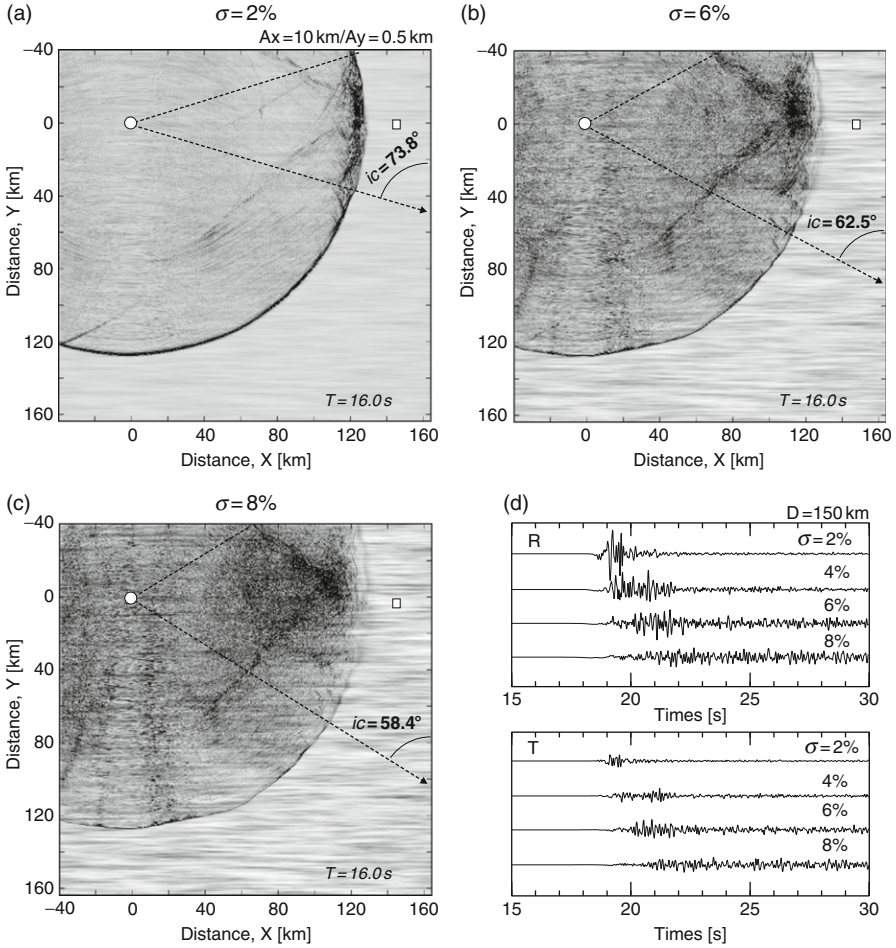 (a)
σ=2%
Ax=10 km/Ay=0.5 km
−40
0
40
80
120
160
Distance, Y [km]
ic=73.8°
T=16.0 s
0 40 80 120 160
Distance, X [km]
(b)
σ=6%
−40
0
40
80
120
160
Distance, Y [km]
ic=62.5°
T=16.0 s
0 40 80 120 160
Distance, X [km]
(c)
σ=8%
−40
0
40
80
120
160
Distance, Y [km]
ic=58.4°
T=16.0 s
−40 0 40 80 120 160
Distance, X [km]
(d)
D=150 km
R
σ=2%
4%
6%
8%
15 20 25 30
Times [s]
T
σ=2%
4%
6%
8%
15 20 25 30
Times [s]